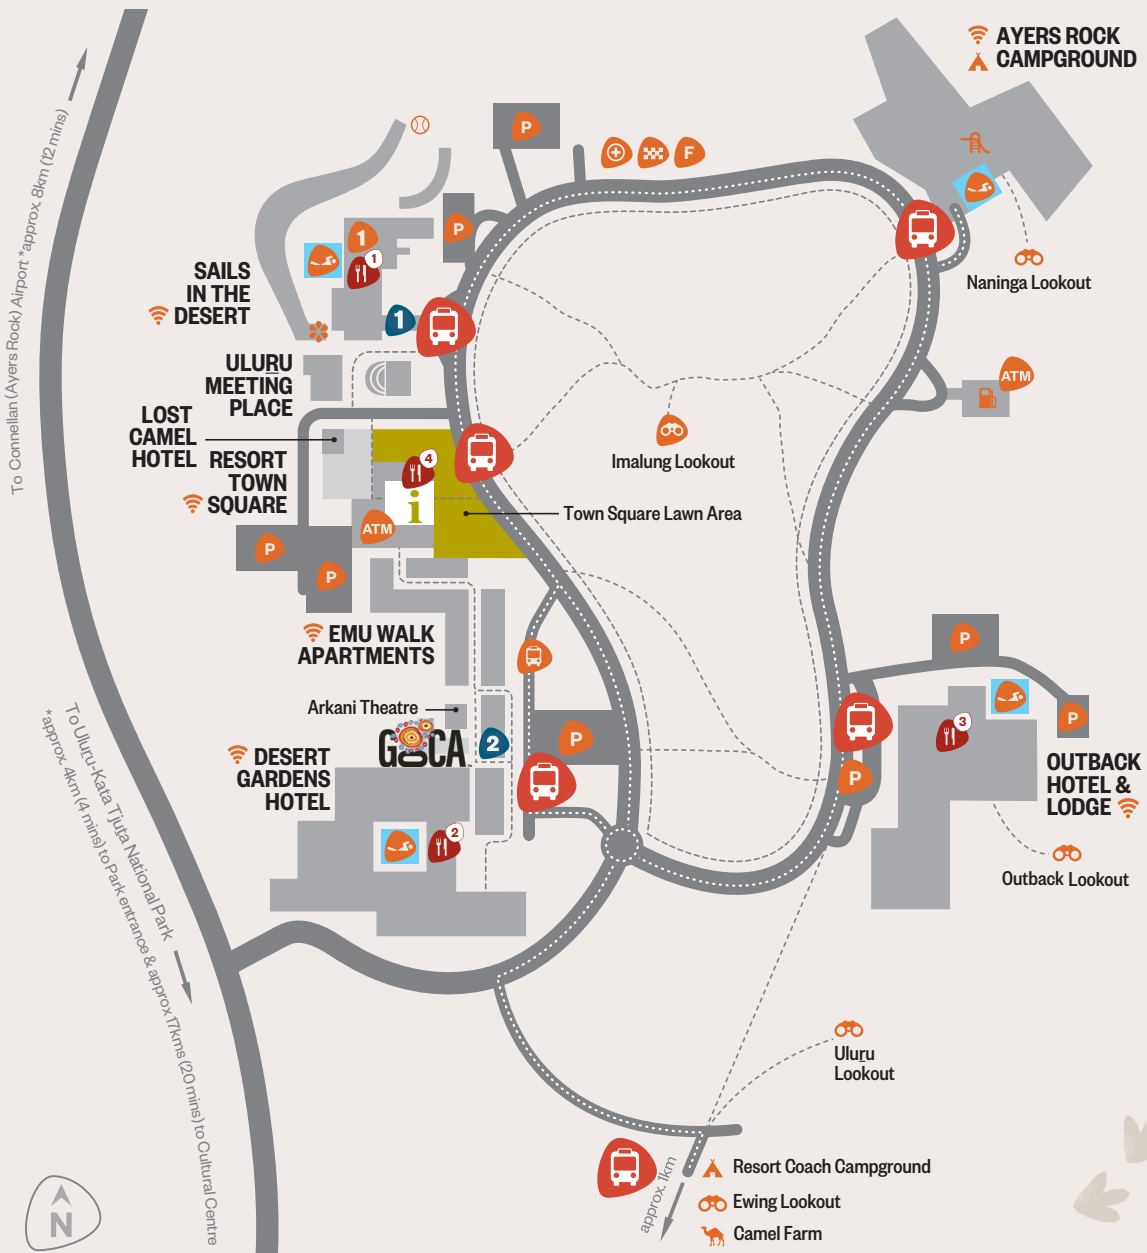 AYERS ROCK
CAMPGROUND
To Connellan (Ayers Rock) Airport *approx. 8km (12 mins)
P
F
P
1
1
SAILS
IN THE
DESERT
1
Naninga Lookout
ULURU
MEETING
PLACE
ATM
LOST
CAMEL
HOTEL
RESORT
TOWN
SQUARE
4
i
ATM
Imalung Lookout
Town Square Lawn Area
P
P
EMU WALK
APARTMENTS
P
Arkani Theatre
GoCA
2
P
3
P
P
DESERT
GARDENS
HOTEL
2
OUTBACK
HOTEL &
LODGE
Outback Lookout
To Uluru-Kata Tjuta National Park
*approx. 4km (4 mins) to Park entrance & approx 17kms (20 mins) to Cultural Centre
Uluru
Lookout
approx. 1km
Resort Coach Campground
Ewing Lookout
Camel Farm
N